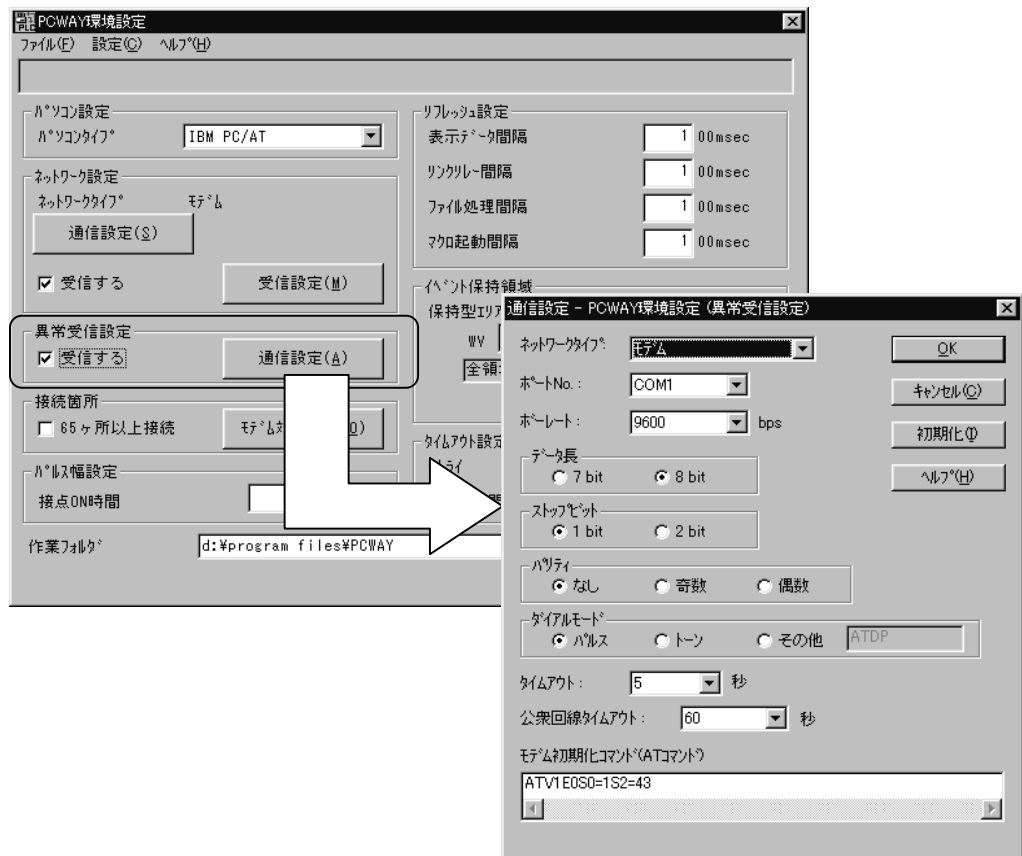 PCWAY環境設定
ファイル(F) 設定(C) ヘルプ(H)
パソコン設定
パソコンタイプ IBM PC/AT
ネットワーク設定
ネットワークタイプ モデム
通信設定(S)
受信する 受信設定(M)
異常受信設定
受信する 通信設定(A)
接続箇所
65ヶ所以上接続
パルス幅設定
接点ON時間
作業フォルダ d:¥program files¥PCWAY
リフレッシュ設定
表示データ間隔 1 00msec
リンクリレー間隔 1 00msec
ファイル処理間隔 1 00msec
マクロ起動間隔 1 00msec
イベント保持領域
保持型エリア
WV
タイムアウト設定
通信設定 - PCWAY環境設定 (異常受信設定)
ネットワークタイプ: モデム
ポートNo. : COM1
ボーレート : 9600 bps
データ長
7 bit 8 bit
ストップビット
1 bit 2 bit
パリティ
なし 奇数 偶数
ダイアルモード
パルス トーン その他 ATDP
タイムアウト : 5 秒
公衆回線タイムアウト : 60 秒
モデム初期化コマンド(ATコマンド)
ATV1E0S0=1S2=43
OK
キャンセル(C)
初期化(I)
ヘルプ(H)